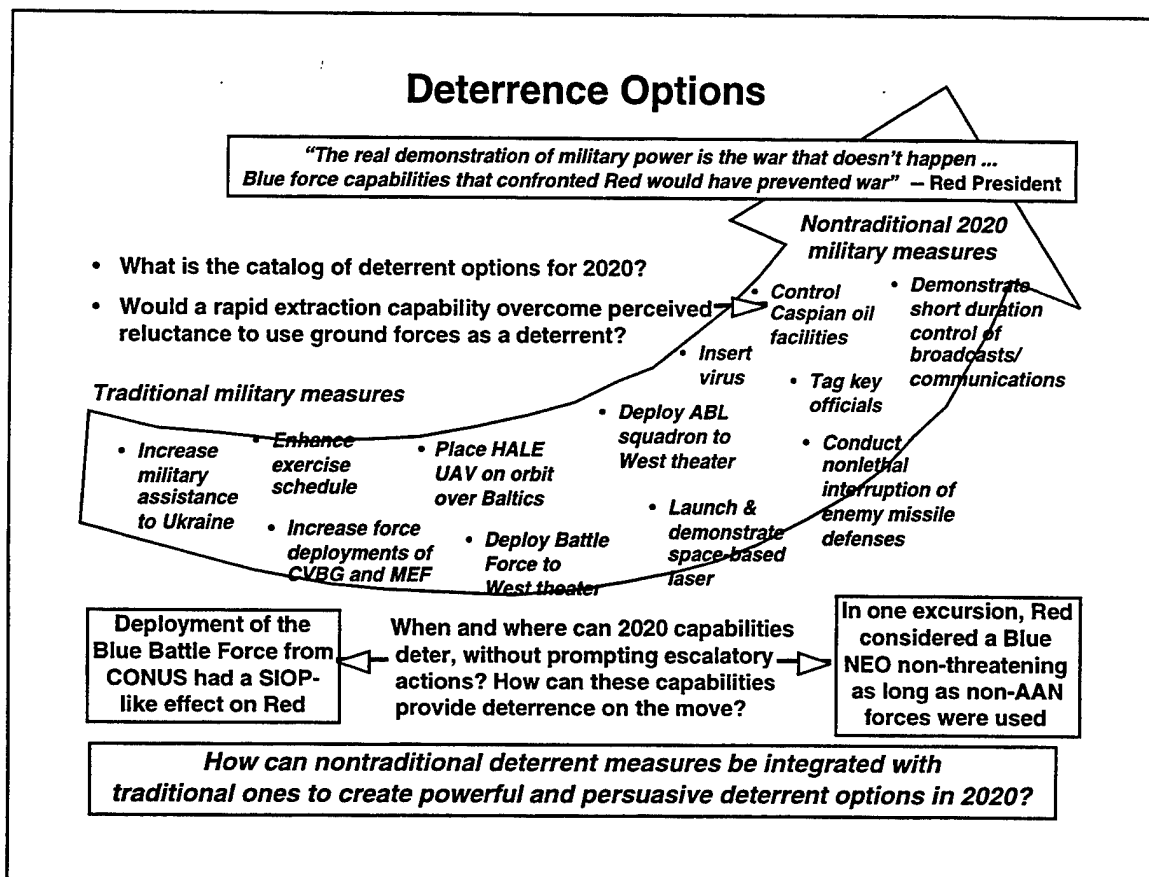 Deterrence Options
"The real demonstration of military power is the war that doesn't happen ...
Blue force capabilities that confronted Red would have prevented war" – Red President
• What is the catalog of deterrent options for 2020?
• Would a rapid extraction capability overcome perceived
reluctance to use ground forces as a deterrent?
Nontraditional 2020
military measures
• Control
Caspian oil
facilities
• Demonstrate
short duration
control of
broadcasts/
communications
• Insert
virus
• Tag key
officials
Traditional military measures
• Increase
military
assistance
to Ukraine
• Enhance
exercise
schedule
• Increase force
deployments of
CVBG and MEF
• Place HALE
UAV on orbit
over Baltics
• Deploy Battle
Force to
West theater
• Deploy ABL
squadron to
West theater
• Launch &
demonstrate
space-based
laser
• Conduct
nonlethal
interruption of
enemy missile
defenses
Deployment of the
Blue Battle Force from
CONUS had a SIOP-
like effect on Red
When and where can 2020 capabilities
deter, without prompting escalatory
actions? How can these capabilities
provide deterrence on the move?
In one excursion, Red
considered a Blue
NEO non-threatening
as long as non-AAN
forces were used
How can nontraditional deterrent measures be integrated with
traditional ones to create powerful and persuasive deterrent options in 2020?